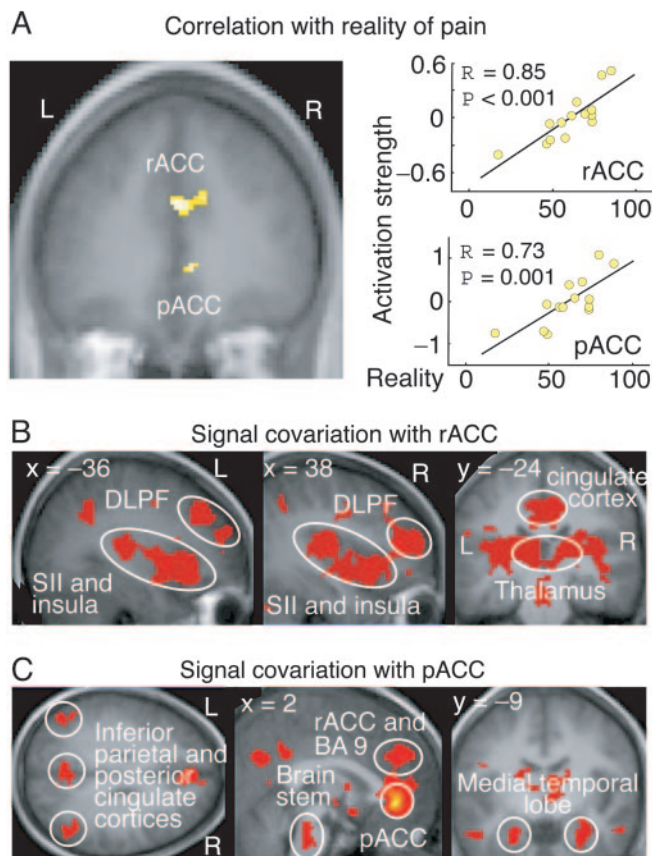 A Correlation with reality of pain
L
R
rACC
pACC
0.6
0
−0.6
R = 0.85
P < 0.001
rACC
0 50 100
Activation strength
1
0
−1
R = 0.73
P = 0.001
pACC
Reality 0 50 100
B Signal covariation with rACC
x = −36
L
DLPF
SII and
insula
x = 38
R
DLPF
SII and insula
y = −24
cingulate
cortex
L
R
Thalamus
C Signal covariation with pACC
L
Inferior
parietal and
posterior
cingulate
cortices
R
x = 2
rACC and
BA 9
Brain
stem
pACC
y = −9
Medial temporal
lobe